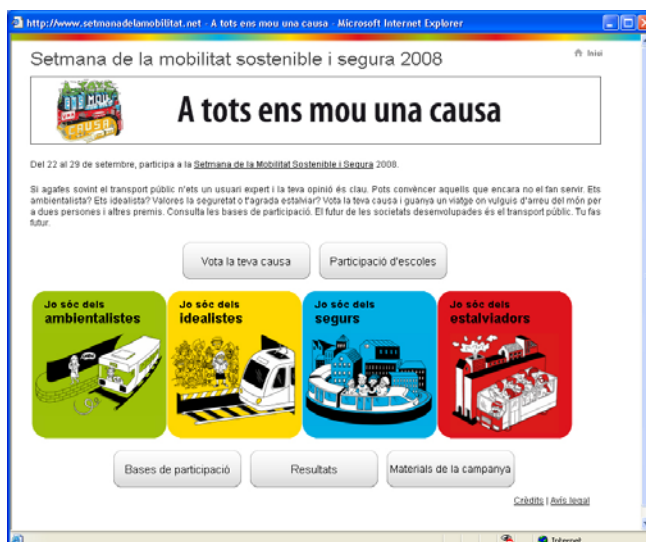 http://www.setmanadelamobilitat.net - A tots ens mou una causa - Microsoft Internet Explorer
Setmana de la mobilitat sostenible i segura 2008
Inici
A TOTS ENS MOU UNA CAUSA
A tots ens mou una causa
Del 22 al 29 de setembre, participa a la Setmana de la Mobilitat Sostenible i Segura 2008.
Si agafes sovint el transport públic n'ets un usuari expert i la teva opinió és clau. Pots convèncer aquells que encara no el fan servir. Ets
ambientalista? Ets idealista? Valores la seguretat o t'agrada estalviar? Vota la teva causa i guanya un viatge on vulguis d'arreu del món per
a dues persones i altres premis. Consulta les bases de participació. El futur de les societats desenvolupades és el transport públic. Tu fas
futur.
Vota la teva causa
Participació d'escoles
Jo sóc dels
ambientalistes
Jo sóc dels
idealistes
Jo sóc dels
segurs
Jo sóc dels
estalviadors
Bases de participació
Resultats
Materials de la campanya
Crèdits | Avís legal
Internet